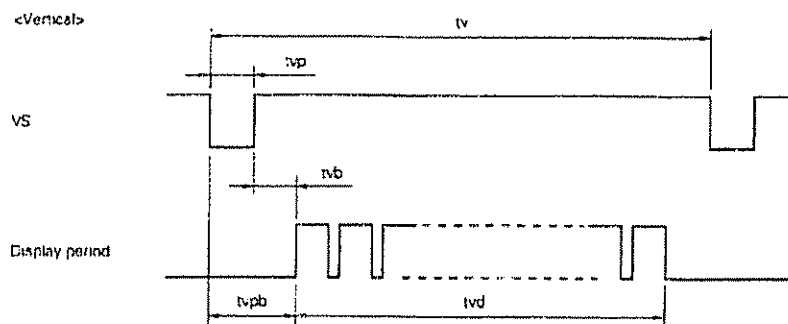 <Vertical>
tv
tvp
VS
tvb
Display period
tvpb
tvd